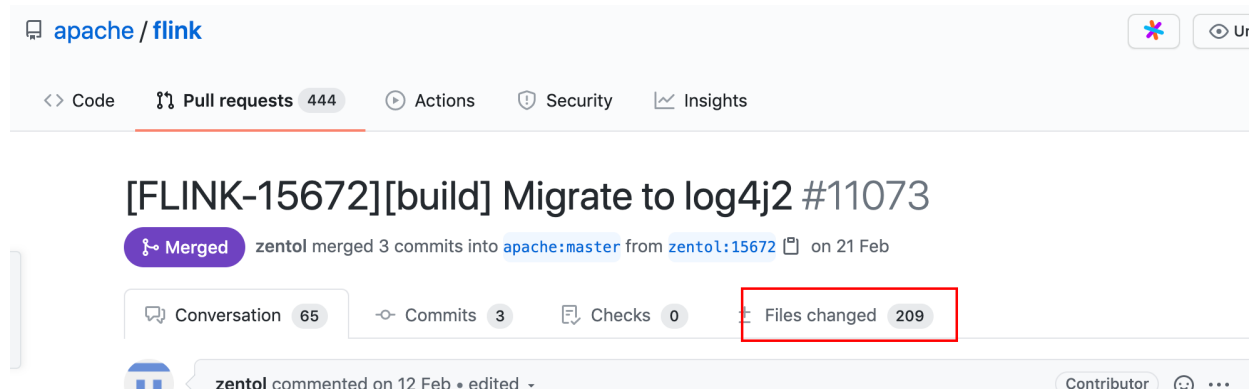 apache / flink
Un
Code Pull requests 444 Actions Security Insights
[FLINK-15672][build] Migrate to log4j2 #11073
Merged zentol merged 3 commits into apache:master from zentol:15672 on 21 Feb
Conversation 65 Commits 3 Checks 0 Files changed 209
zentol commented on 12 Feb • edited Contributor